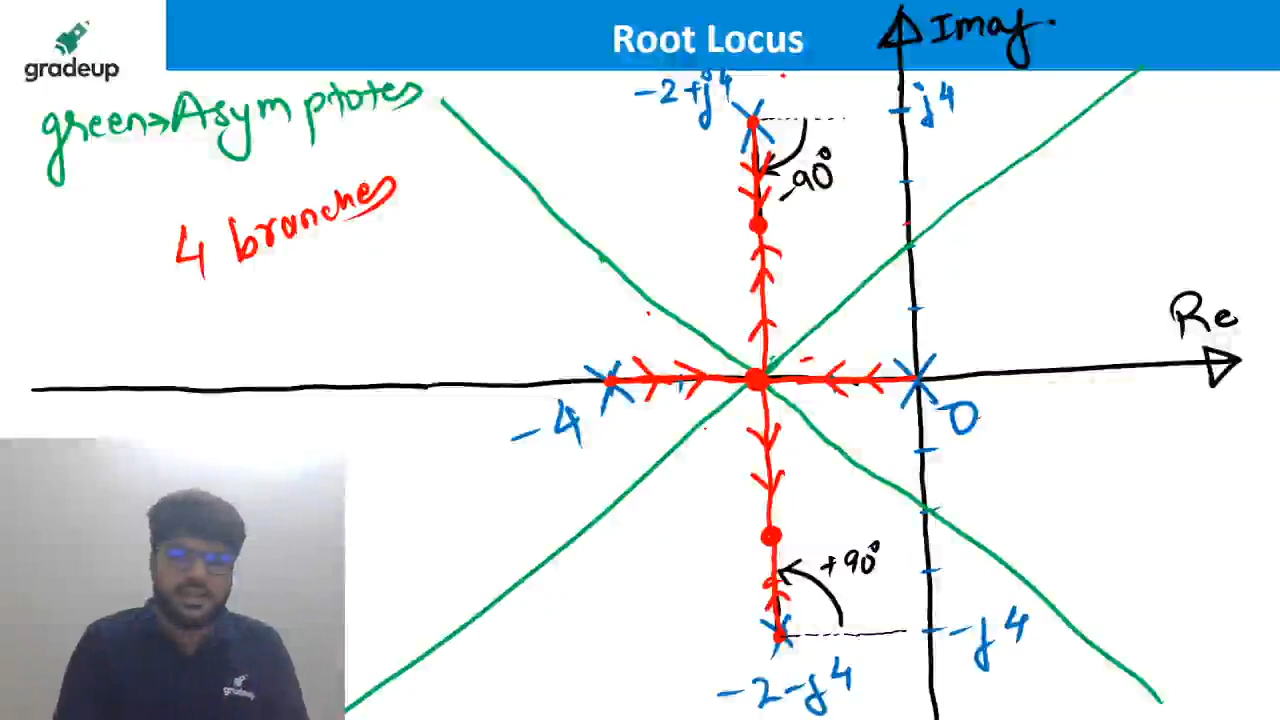 gradeup
Root Locus
Imag.
green→Asymptotes
4 branches
-2+j4
j4
-90°
Re
-4
0
+90°
-j4
-2-j4
gradeup